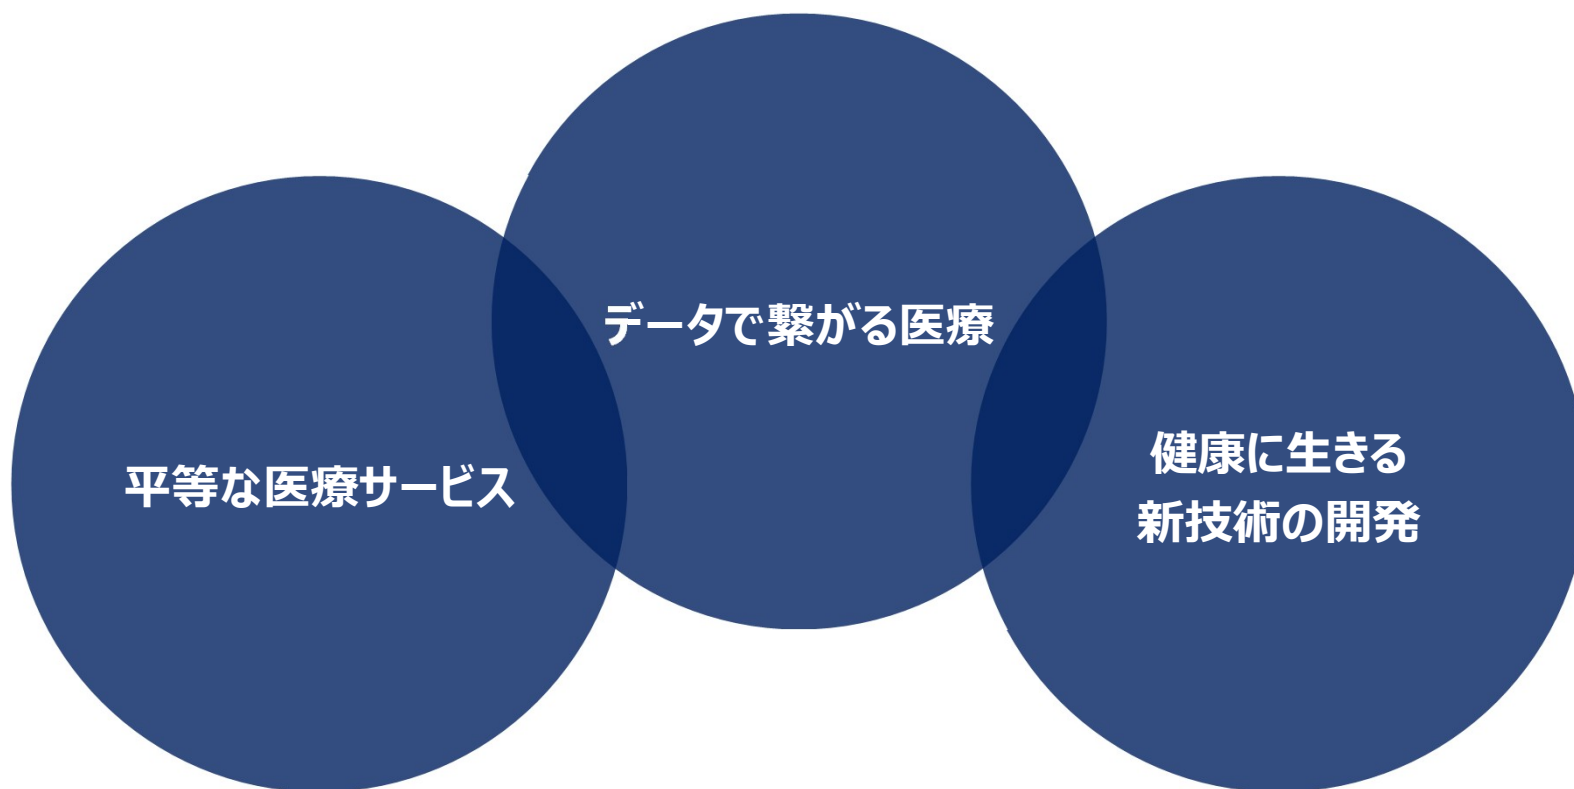 平等な医療サービス
データで繋がる医療
健康に生きる
新技術の開発